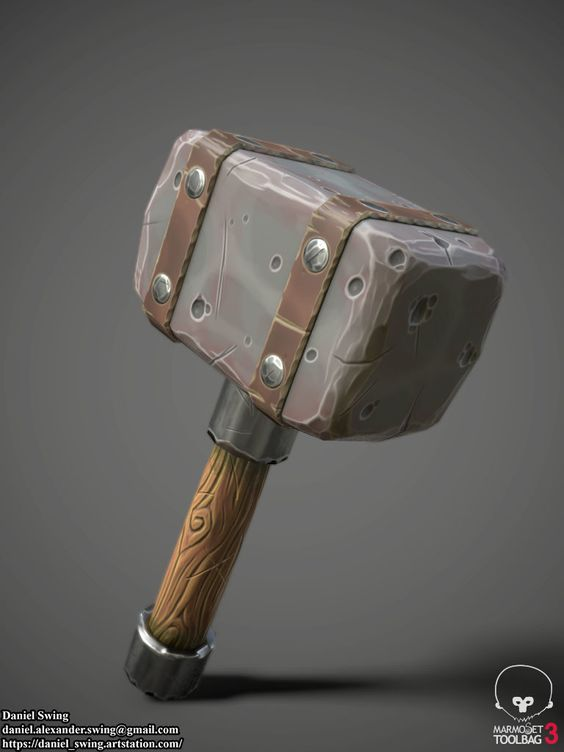 Daniel Swing
daniel.alexander.swing@gmail.com
https://daniel_swing.artstation.com/
MARMOSET
TOOLBAG 3